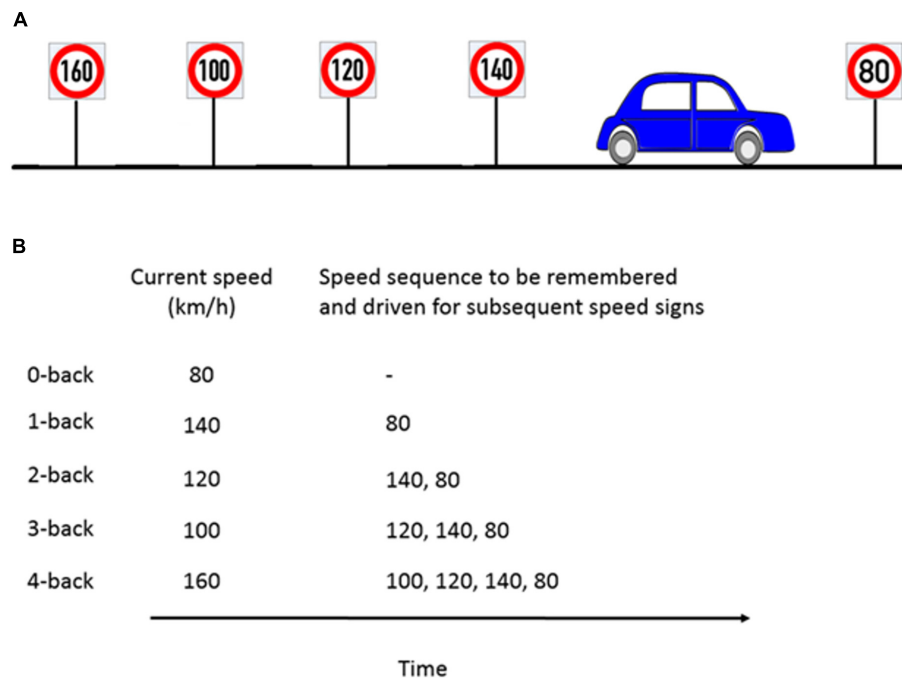 A
160 100 120 140 80
B
Current speed Speed sequence to be remembered
(km/h) and driven for subsequent speed signs
0-back 80 -
1-back 140 80
2-back 120 140, 80
3-back 100 120, 140, 80
4-back 160 100, 120, 140, 80
Time